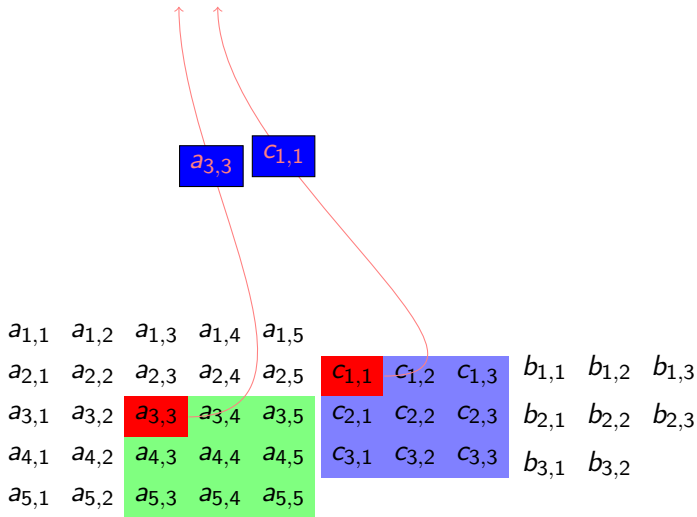 a3,3 c1,1
a1,1 a1,2 a1,3 a1,4 a1,5
a2,1 a2,2 a2,3 a2,4 a2,5
a3,1 a3,2 a3,3 a3,4 a3,5
a4,1 a4,2 a4,3 a4,4 a4,5
a5,1 a5,2 a5,3 a5,4 a5,5
c1,1 c1,2 c1,3
c2,1 c2,2 c2,3
c3,1 c3,2 c3,3
b1,1 b1,2 b1,3
b2,1 b2,2 b2,3
b3,1 b3,2